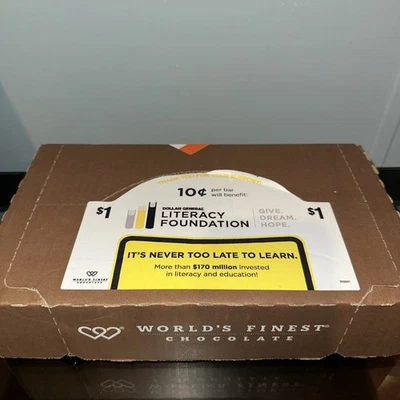 10¢ per bar
will benefit:
$1
DOLLAR GENERAL
LITERACY
FOUNDATION
GIVE.
DREAM.
HOPE.
$1
IT'S NEVER TOO LATE TO LEARN.
More than $170 million invested
in literacy and education!
WORLD'S FINEST
CHOCOLATE
WORLD'S FINEST®
CHOCOLATE